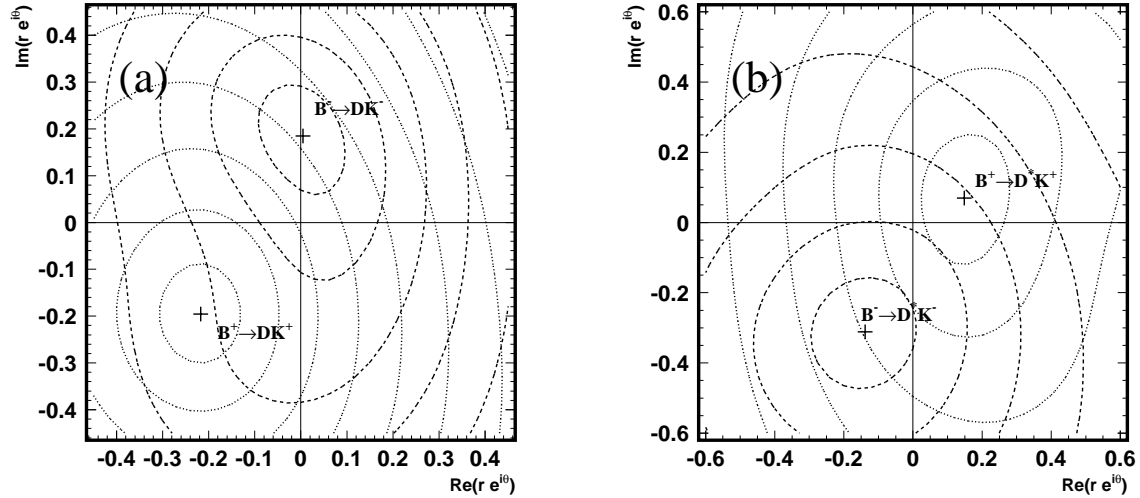 Im(r e^iθ)
(a)
0.4
0.3
0.2
0.1
0
-0.1
-0.2
-0.3
-0.4
B⁻→DK⁻
B⁺→DK⁺
-0.4 -0.3 -0.2 -0.1 0 0.1 0.2 0.3 0.4
Re(r e^iθ)
Im(r e^iθ)
(b)
0.6
0.4
0.2
0
-0.2
-0.4
-0.6
B⁺→D*K⁺
B⁻→D*K⁻
-0.6 -0.4 -0.2 0 0.2 0.4 0.6
Re(r e^iθ)